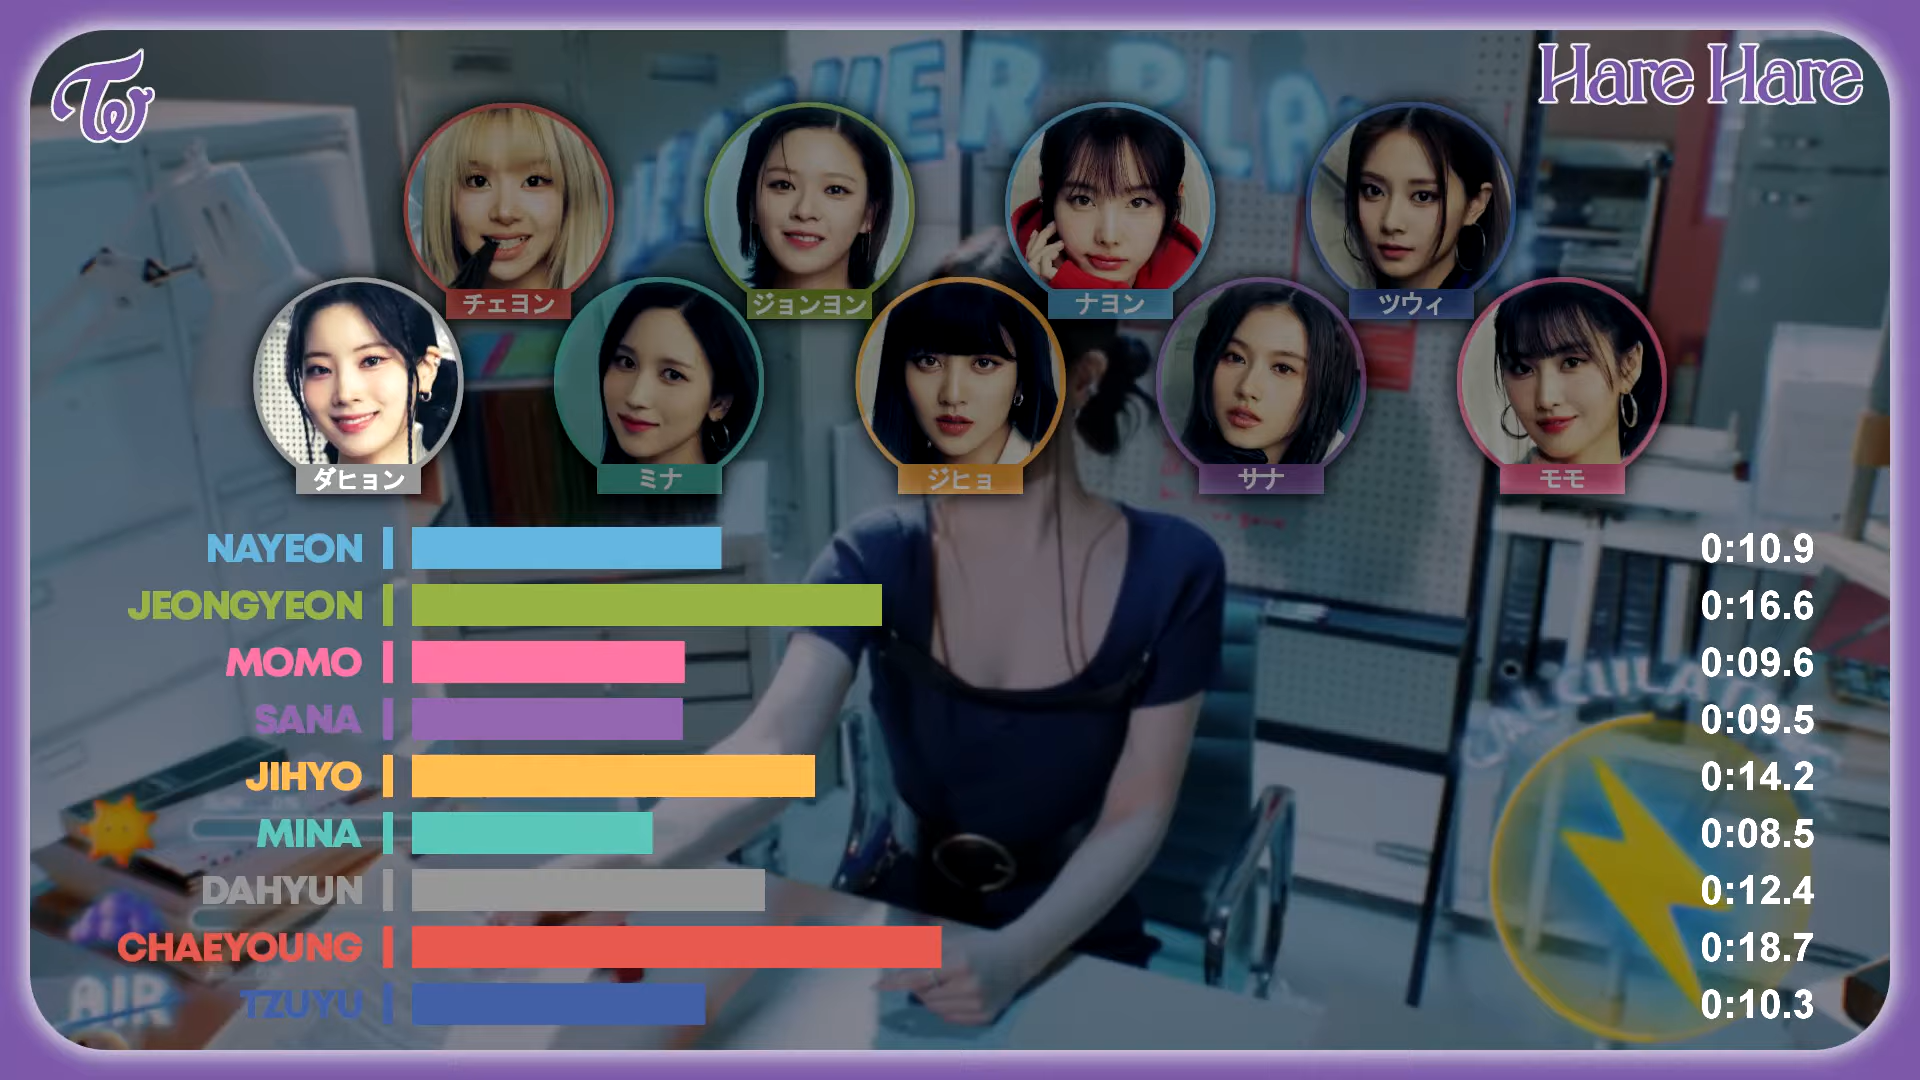 Tw
Hare Hare
チェヨン
ジョンヨン
ナヨン
ツウィ
ダヒョン
ミナ
ジヒョ
サナ
モモ
NAYEON 0:10.9
JEONGYEON 0:16.6
MOMO 0:09.6
SANA 0:09.5
JIHYO 0:14.2
MINA 0:08.5
DAHYUN 0:12.4
CHAEYOUNG 0:18.7
TZUYU 0:10.3
AIR